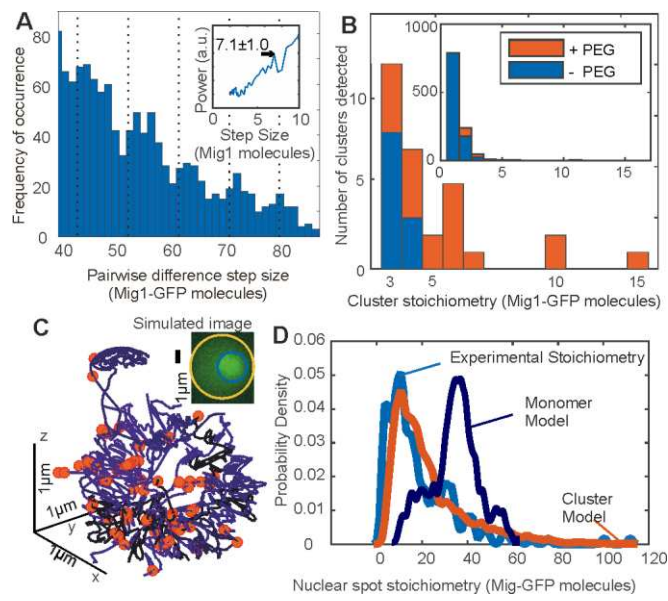 A
80
60
40
20
0
Frequency of occurrence
40 50 60 70 80
Pairwise difference step size
(Mig1-GFP molecules)
7.1±1.0
Power (a.u.)
0 5 10
Step Size
(Mig1 molecules)
B
10
5
0
Number of clusters detected
3 5 10 15
Cluster stoichiometry (Mig1-GFP molecules)
1000
500
0
0 5 10 15
+ PEG
- PEG
C
Simulated image
1μm
z
1μm
1μm
y
1μm
x
D
0.05
0.04
0.03
0.02
0.01
0
Probability Density
Experimental Stoichiometry
Monomer
Model
Cluster
Model
0 20 40 60 80 100 120
Nuclear spot stoichiometry (Mig-GFP molecules)